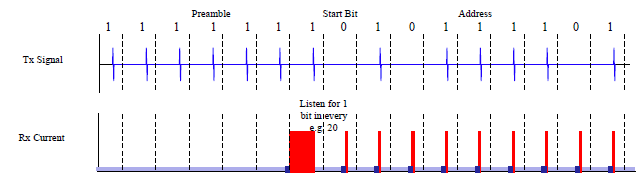 Preamble Start Bit Address
1 1 1 1 1 1 1 0 1 0 1 1 1 1 0 1
Tx Signal
Listen for 1
bit in every
e.g. 20
Rx Current